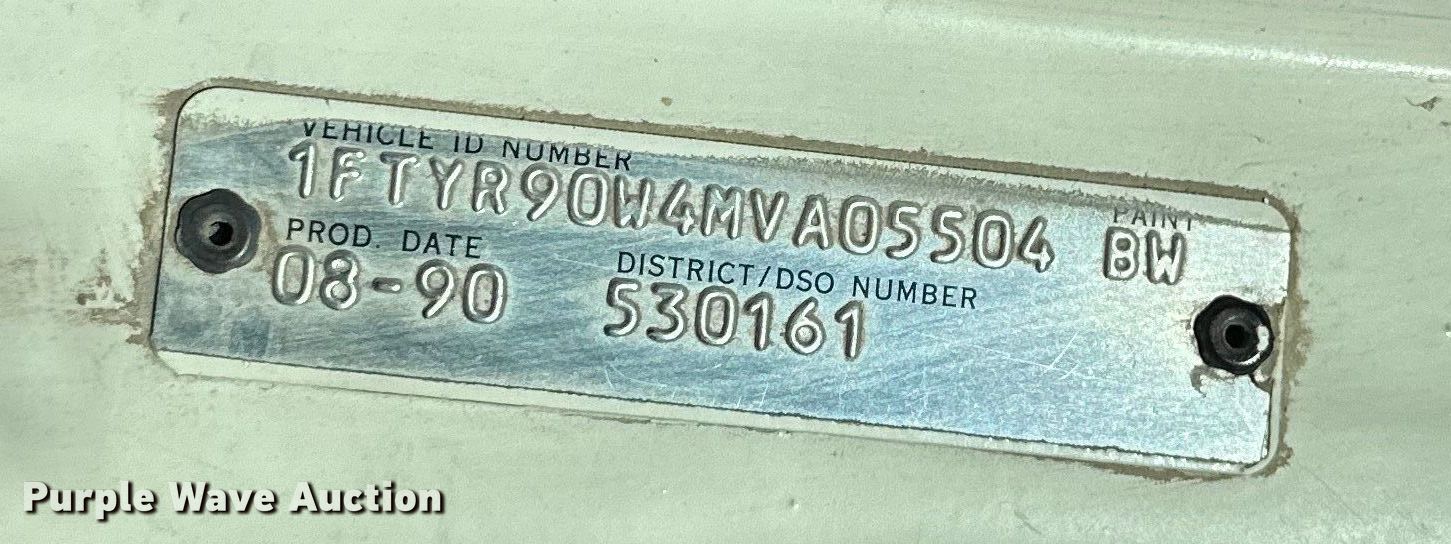 VEHICLE ID NUMBER PAINT
1FTYR90W4MVA05504 BW
PROD. DATE DISTRICT/DSO NUMBER
08-90 530161
Purple Wave Auction